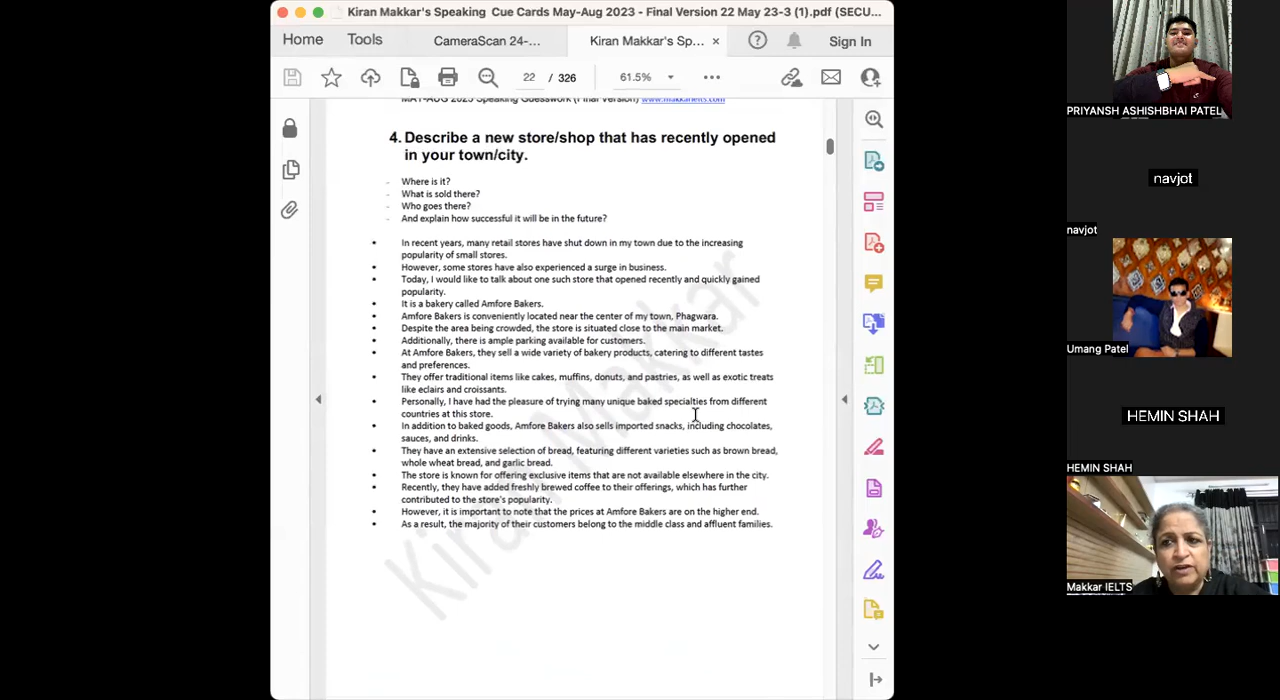 Kiran Makkar's Speaking Cue Cards May-Aug 2023 - Final Version 22 May 23-3 (1).pdf (SECU...
Home
Tools
CameraScan 24-...
Kiran Makkar's Sp... ×
Sign In
22 / 326
61.5%
MAY-AUG 2023 Speaking Guesswork (Final Version) www.makkarielts.com
4. Describe a new store/shop that has recently opened
in your town/city.
- Where is it?
- What is sold there?
- Who goes there?
- And explain how successful it will be in the future?
• In recent years, many retail stores have shut down in my town due to the increasing
popularity of small stores.
• However, some stores have also experienced a surge in business.
• Today, I would like to talk about one such store that opened recently and quickly gained
popularity.
• It is a bakery called Amfore Bakers.
• Amfore Bakers is conveniently located near the center of my town, Phagwara.
• Despite the area being crowded, the store is situated close to the main market.
• Additionally, there is ample parking available for customers.
• At Amfore Bakers, they sell a wide variety of bakery products, catering to different tastes
and preferences.
• They offer traditional items like cakes, muffins, donuts, and pastries, as well as exotic treats
like eclairs and croissants.
• Personally, I have had the pleasure of trying many unique baked specialties from different
countries at this store.
• In addition to baked goods, Amfore Bakers also sells imported snacks, including chocolates,
sauces, and drinks.
• They have an extensive selection of bread, featuring different varieties such as brown bread,
whole wheat bread, and garlic bread.
• The store is known for offering exclusive items that are not available elsewhere in the city.
• Recently, they have added freshly brewed coffee to their offerings, which has further
contributed to the store's popularity.
• However, it is important to note that the prices at Amfore Bakers are on the higher end.
• As a result, the majority of their customers belong to the middle class and affluent families.
Kiran Makkar
PRIYANSH ASHISHBHAI PATEL
navjot
navjot
Umang Patel
HEMIN SHAH
HEMIN SHAH
Makkar IELTS